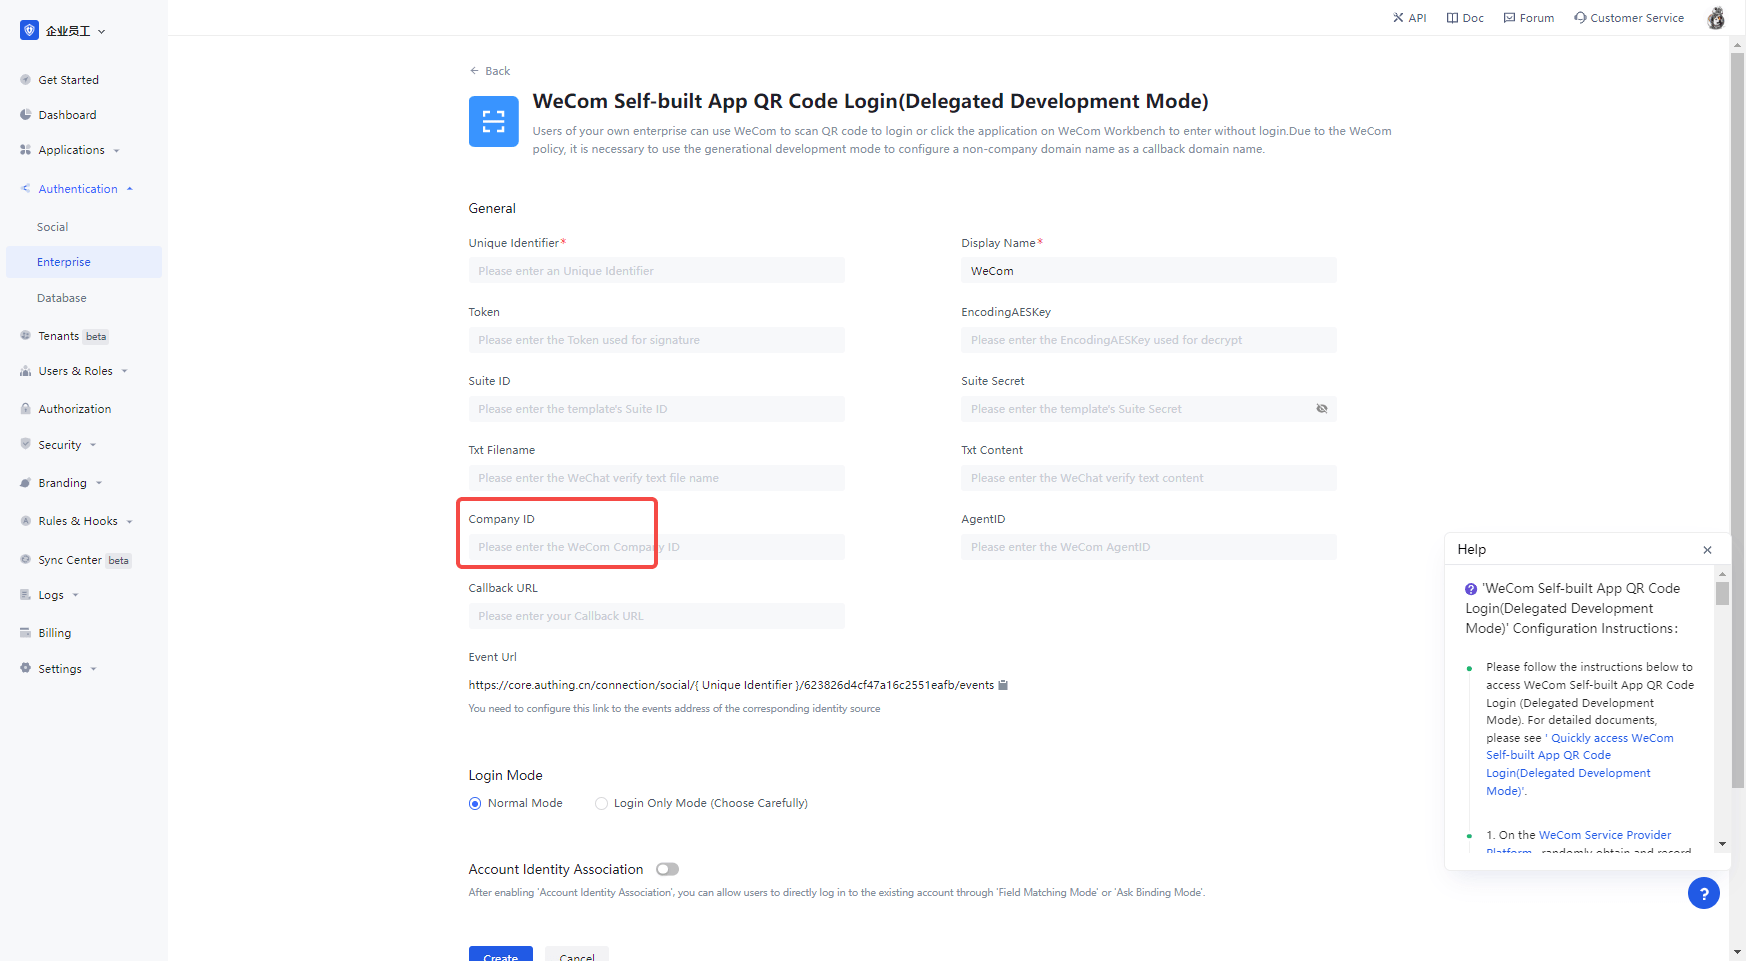 企业员工
API
Doc
Forum
Customer Service
Get Started
Dashboard
Applications
Authentication
Social
Enterprise
Database
Tenants beta
Users & Roles
Authorization
Security
Branding
Rules & Hooks
Sync Center beta
Logs
Billing
Settings
Back
WeCom Self-built App QR Code Login(Delegated Development Mode)
Users of your own enterprise can use WeCom to scan QR code to login or click the application on WeCom Workbench to enter without login.Due to the WeCom
policy, it is necessary to use the generational development mode to configure a non-company domain name as a callback domain name.
General
Unique Identifier*
Please enter an Unique Identifier
Display Name*
WeCom
Token
Please enter the Token used for signature
EncodingAESKey
Please enter the EncodingAESKey used for decrypt
Suite ID
Please enter the template's Suite ID
Suite Secret
Please enter the template's Suite Secret
Txt Filename
Please enter the WeChat verify text file name
Txt Content
Please enter the WeChat verify text content
Company ID
Please enter the WeCom Company ID
AgentID
Please enter the WeCom AgentID
Callback URL
Please enter your Callback URL
Event Url
https://core.authing.cn/connection/social/{ Unique Identifier }/623826d4cf47a16c2551eafb/events
You need to configure this link to the events address of the corresponding identity source
Login Mode
Normal Mode
Login Only Mode (Choose Carefully)
Account Identity Association
After enabling 'Account Identity Association', you can allow users to directly log in to the existing account through 'Field Matching Mode' or 'Ask Binding Mode'.
Create
Cancel
Help
? 'WeCom Self-built App QR Code
Login(Delegated Development
Mode)' Configuration Instructions:
Please follow the instructions below to
access WeCom Self-built App QR Code
Login (Delegated Development
Mode). For detailed documents,
please see ' Quickly access WeCom
Self-built App QR Code
Login(Delegated Development
Mode)'.
1. On the WeCom Service Provider
Platform, randomly obtain and record
?